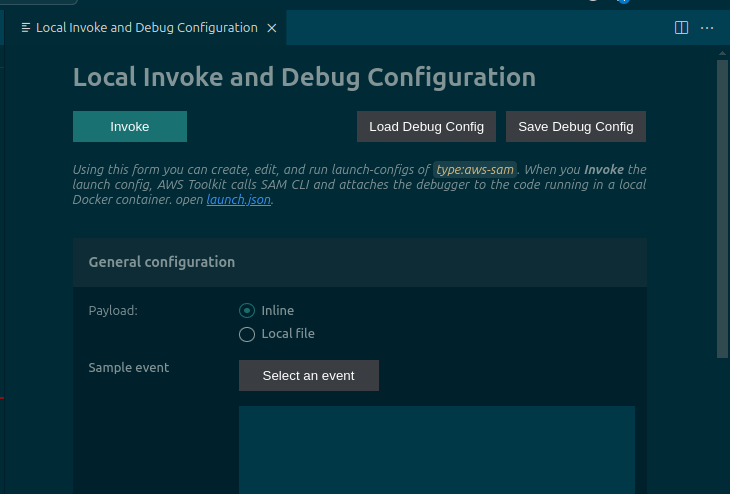 Local Invoke and Debug Configuration
Local Invoke and Debug Configuration
Invoke
Load Debug Config
Save Debug Config
Using this form you can create, edit, and run launch-configs of type:aws-sam. When you Invoke the
launch config, AWS Toolkit calls SAM CLI and attaches the debugger to the code running in a local
Docker container. open launch.json.
General configuration
Payload:
Inline
Local file
Sample event
Select an event